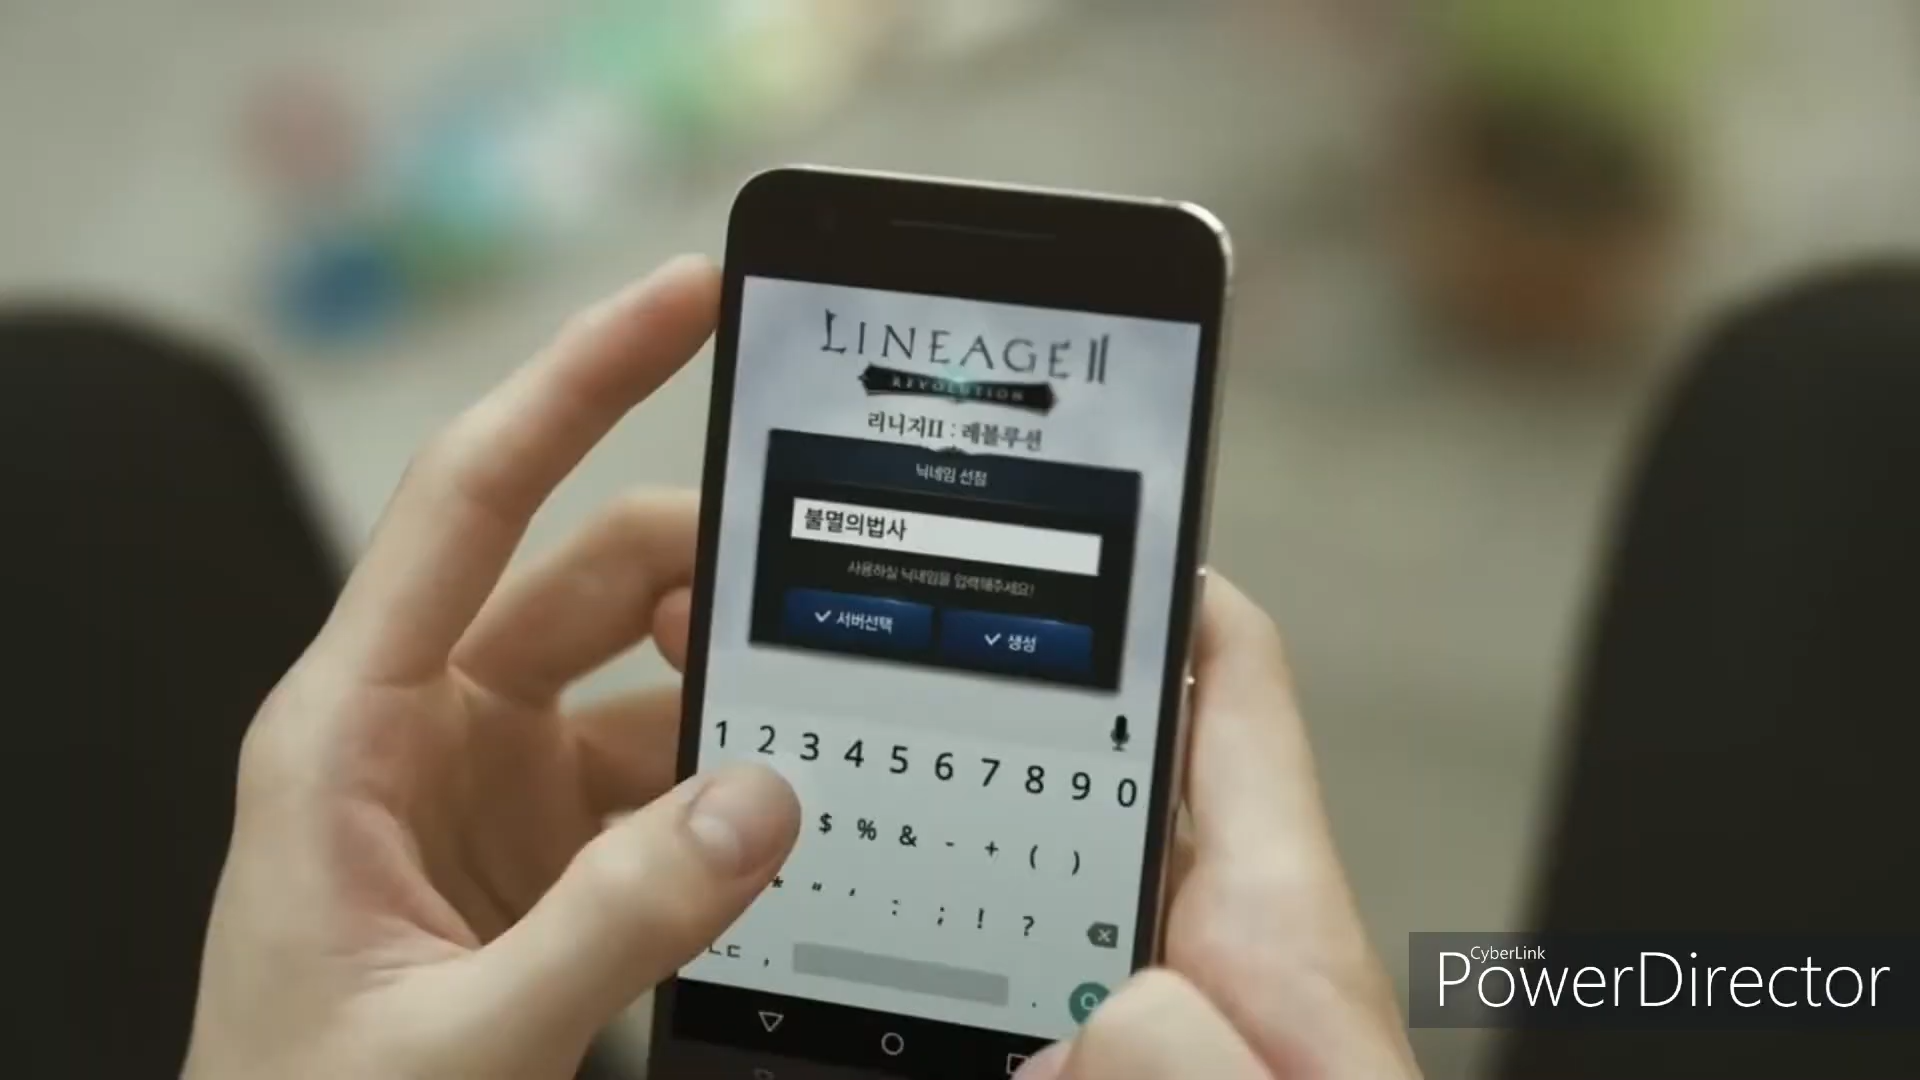 LINEAGE II
REVOLUTION
리니지II : 레볼루션
닉네임 선점
불멸의법사
사용하실 닉네임을 입력해주세요!
✓ 서버선택 ✓ 생성
1 2 3 4 5 6 7 8 9 0
$ % & - + ( )
* " ' : ; ! ?
ㄴㄷ , .
CyberLink
PowerDirector